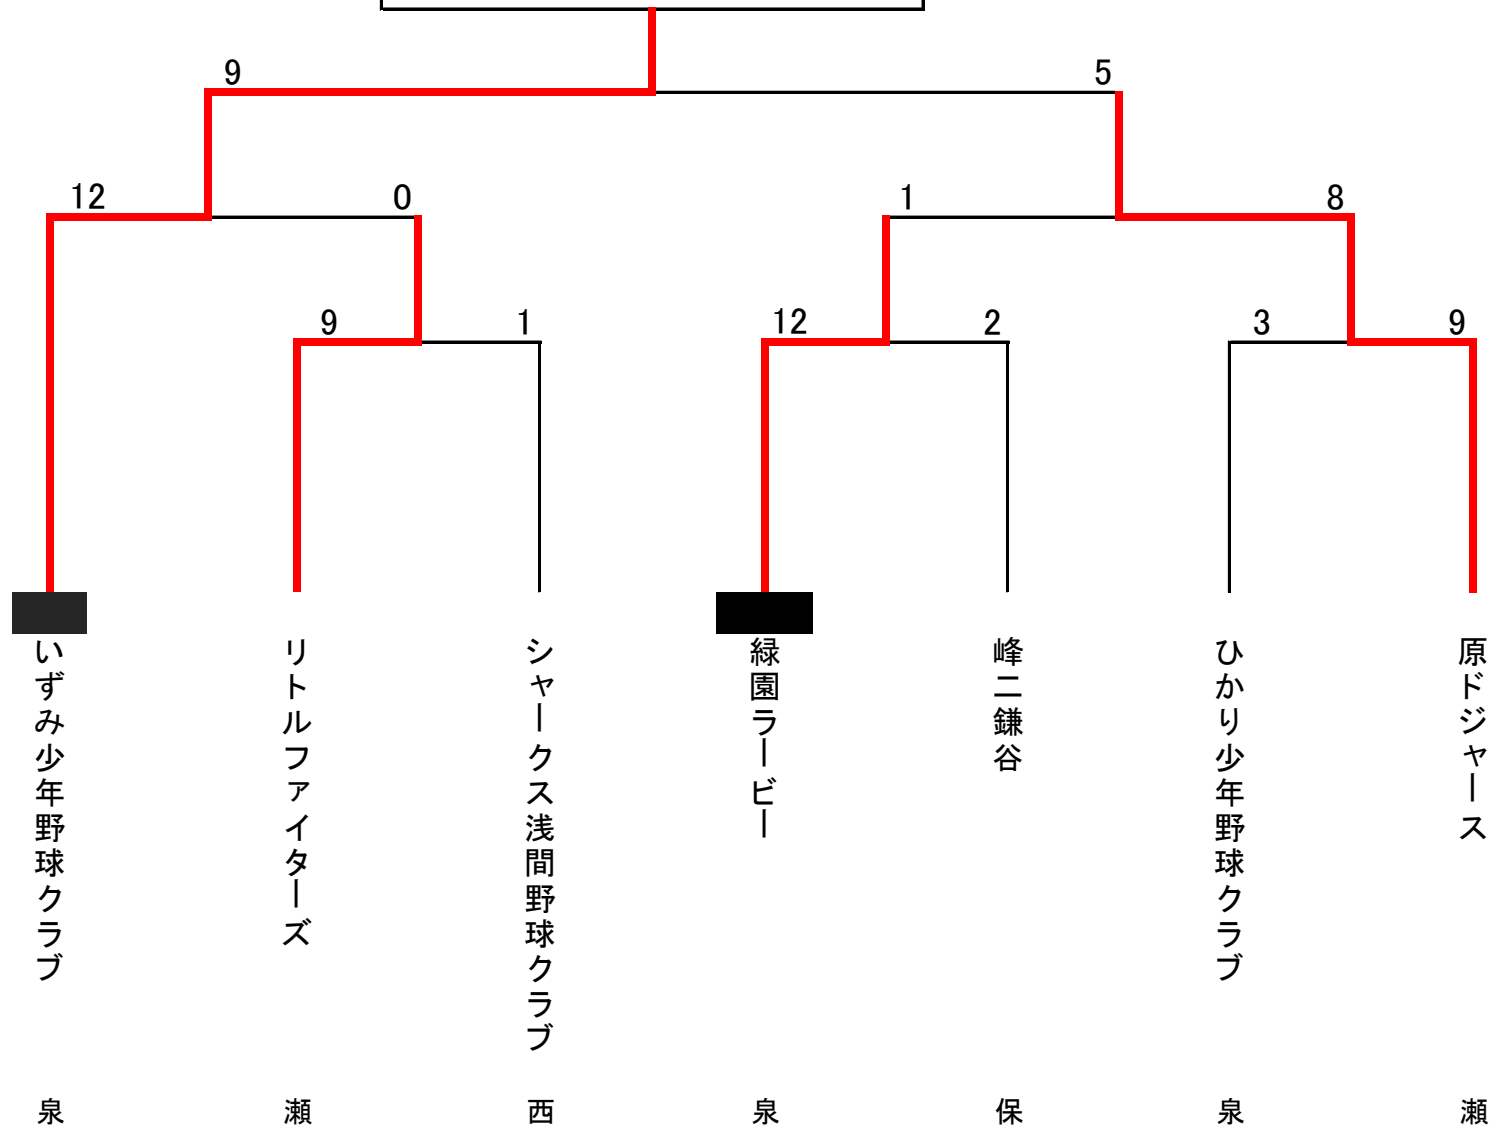 9 5
12 0 1 8
9 1 12 2 3 9
いずみ少年野球クラブ
リトルファイターズ
シャークス浅間野球クラブ
緑園ラービー
峰二鎌谷
ひかり少年野球クラブ
原ドジャース
泉 瀬 西 泉 保 泉 瀬